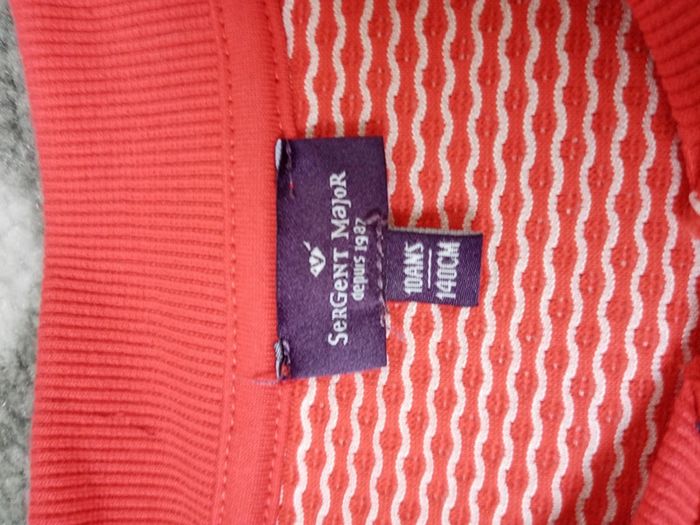 SerGeNT MajoR
depuis 1987
10ANS
140CM